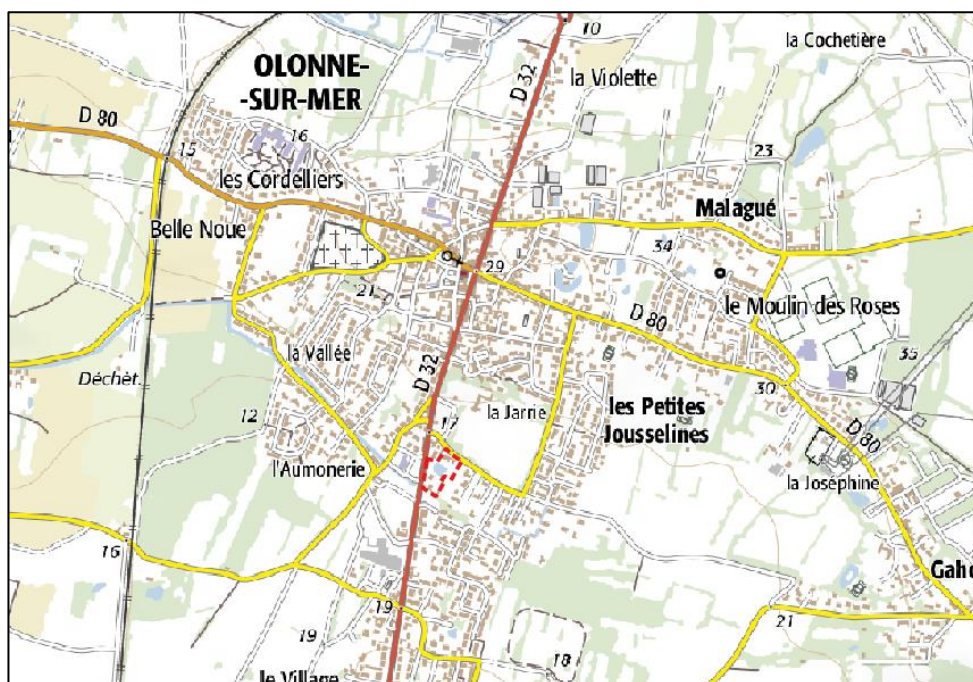 10
la Cochetière
OLONNE-
-SUR-MER
la Violette
D 32
D 80
15
16
23
les Cordelliers
Malagué
Belle Noue
34
29
21
le Moulin des Roses
D 80
35
la Vallée
D 32
Déchèt.
30
12
la Jarrie
les Petites
Jousselines
17
D 80
l'Aumonerie
la Joséphine
16
Gaho
19
21
19
18
le Village